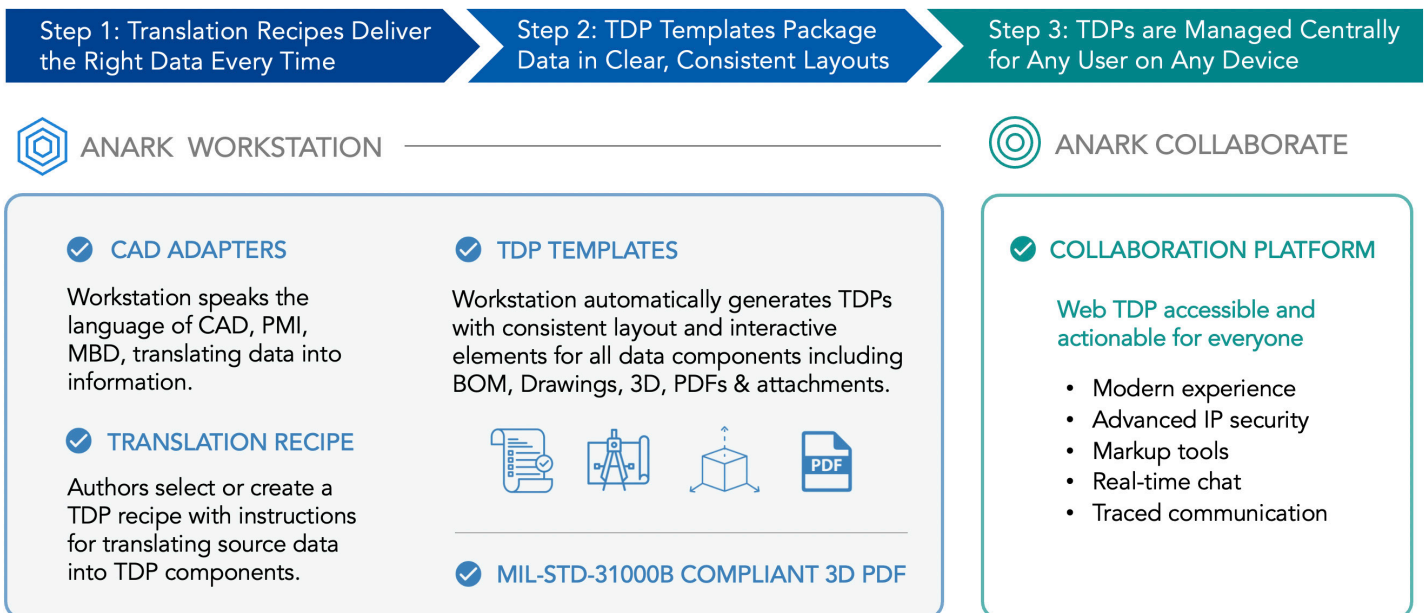 Step 1: Translation Recipes Deliver
the Right Data Every Time
Step 2: TDP Templates Package
Data in Clear, Consistent Layouts
Step 3: TDPs are Managed Centrally
for Any User on Any Device
ANARK WORKSTATION
ANARK COLLABORATE
CAD ADAPTERS
Workstation speaks the
language of CAD, PMI,
MBD, translating data into
information.
TRANSLATION RECIPE
Authors select or create a
TDP recipe with instructions
for translating source data
into TDP components.
TDP TEMPLATES
Workstation automatically generates TDPs
with consistent layout and interactive
elements for all data components including
BOM, Drawings, 3D, PDFs & attachments.
PDF
MIL-STD-31000B COMPLIANT 3D PDF
COLLABORATION PLATFORM
Web TDP accessible and
actionable for everyone
• Modern experience
• Advanced IP security
• Markup tools
• Real-time chat
• Traced communication